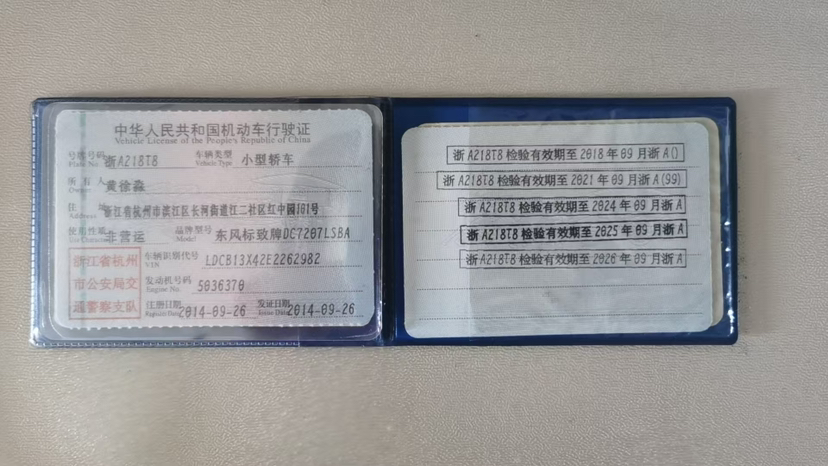 中华人民共和国机动车行驶证
Vehicle License of the People's Republic of China
号牌号码 浙A218T8 车辆类型 小型轿车
Plate No. Vehicle Type
所有人 黄徐淼
Owner
住址 浙江省杭州市滨江区长河街道江二社区红中园161号
Address
使用性质 非营运 品牌型号 东风标致牌DC7207LSBA
Use Character Model
浙江省杭州市公安局交通警察支队
车辆识别代号 LDCB13X42E2262982
VIN
发动机号码 5036370
Engine No.
注册日期 2014-09-26 发证日期 2014-09-26
Register Date Issue Date
浙A218T8检验有效期至2018年09月浙A()
浙A218T8检验有效期至2021年09月浙A(99)
浙A218T8检验有效期至2024年09月浙A
浙A218T8检验有效期至2025年09月浙A
浙A218T8检验有效期至2026年09月浙A